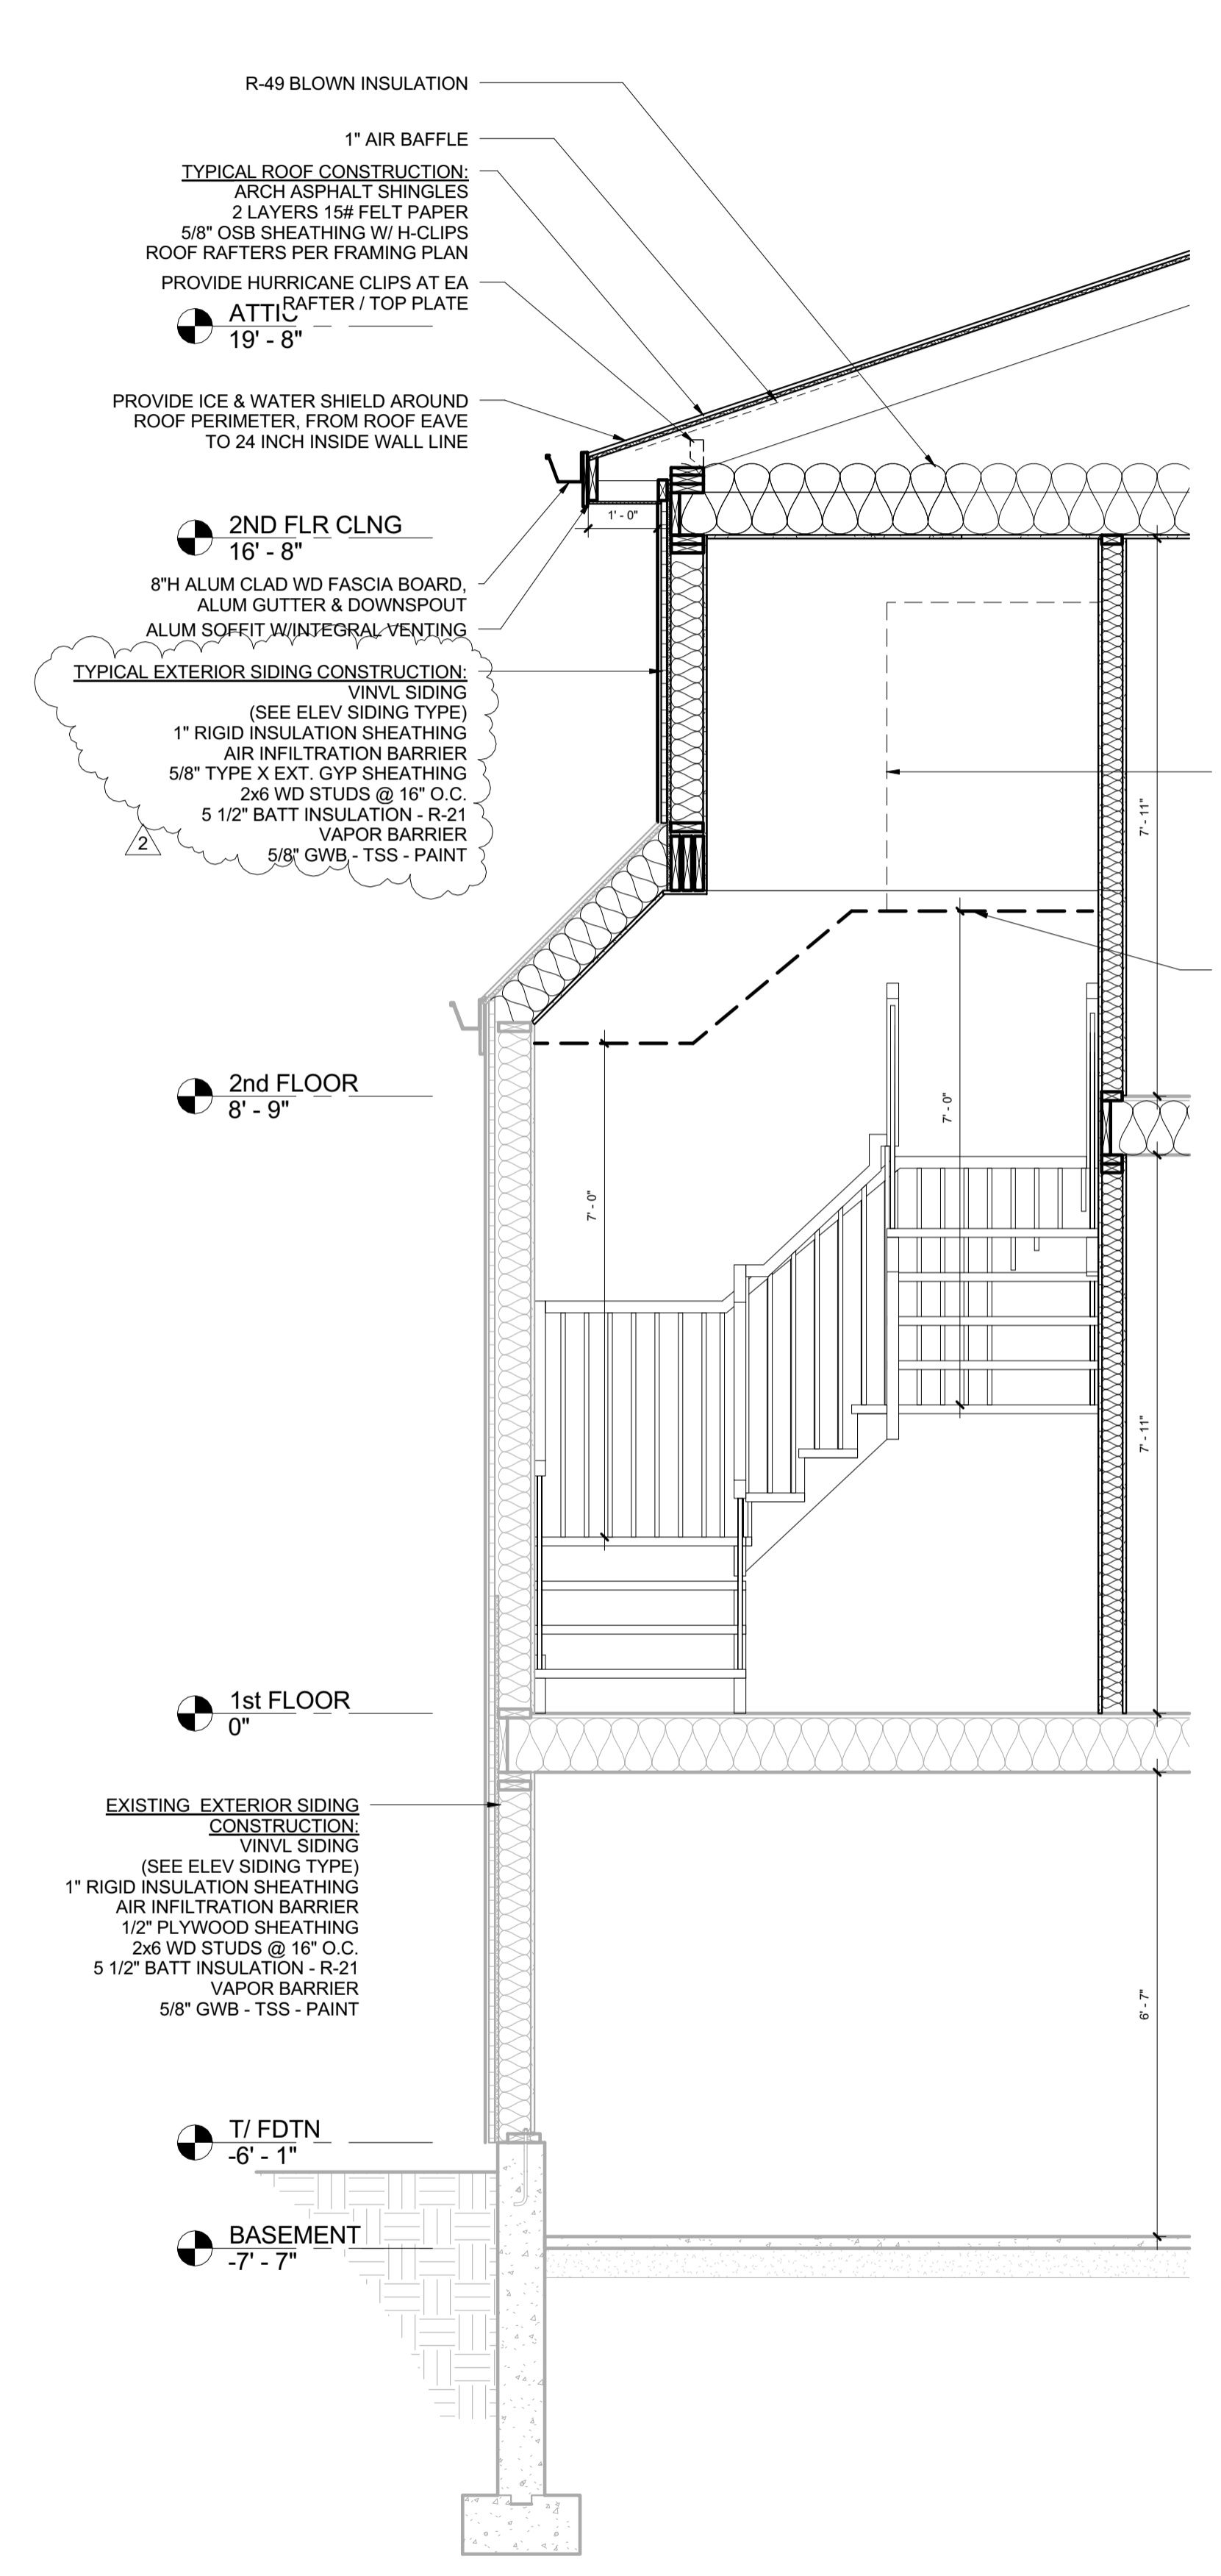 R-49 BLOWN INSULATION
1" AIR BAFFLE
TYPICAL ROOF CONSTRUCTION:
ARCH ASPHALT SHINGLES
2 LAYERS 15# FELT PAPER
5/8" OSB SHEATHING W/ H-CLIPS
ROOF RAFTERS PER FRAMING PLAN
PROVIDE HURRICANE CLIPS AT EA
RAFTER / TOP PLATE
ATTIC
19' - 8"
PROVIDE ICE & WATER SHIELD AROUND
ROOF PERIMETER, FROM ROOF EAVE
TO 24 INCH INSIDE WALL LINE
1' - 0"
2ND FLR CLNG
16' - 8"
8"H ALUM CLAD WD FASCIA BOARD,
ALUM GUTTER & DOWNSPOUT
ALUM SOFFIT W/INTEGRAL VENTING
TYPICAL EXTERIOR SIDING CONSTRUCTION:
VINVL SIDING
(SEE ELEV SIDING TYPE)
1" RIGID INSULATION SHEATHING
AIR INFILTRATION BARRIER
5/8" TYPE X EXT. GYP SHEATHING
2x6 WD STUDS @ 16" O.C.
5 1/2" BATT INSULATION - R-21
VAPOR BARRIER
5/8" GWB - TSS - PAINT
2
7' - 11"
2nd FLOOR
8' - 9"
7' - 0"
7' - 0"
7' - 11"
1st FLOOR
0"
EXISTING  EXTERIOR SIDING
CONSTRUCTION:
VINVL SIDING
(SEE ELEV SIDING TYPE)
1" RIGID INSULATION SHEATHING
AIR INFILTRATION BARRIER
1/2" PLYWOOD SHEATHING
2x6 WD STUDS @ 16" O.C.
5 1/2" BATT INSULATION - R-21
VAPOR BARRIER
5/8" GWB - TSS - PAINT
6' - 7"
T/ FDTN
-6' - 1"
BASEMENT
-7' - 7"